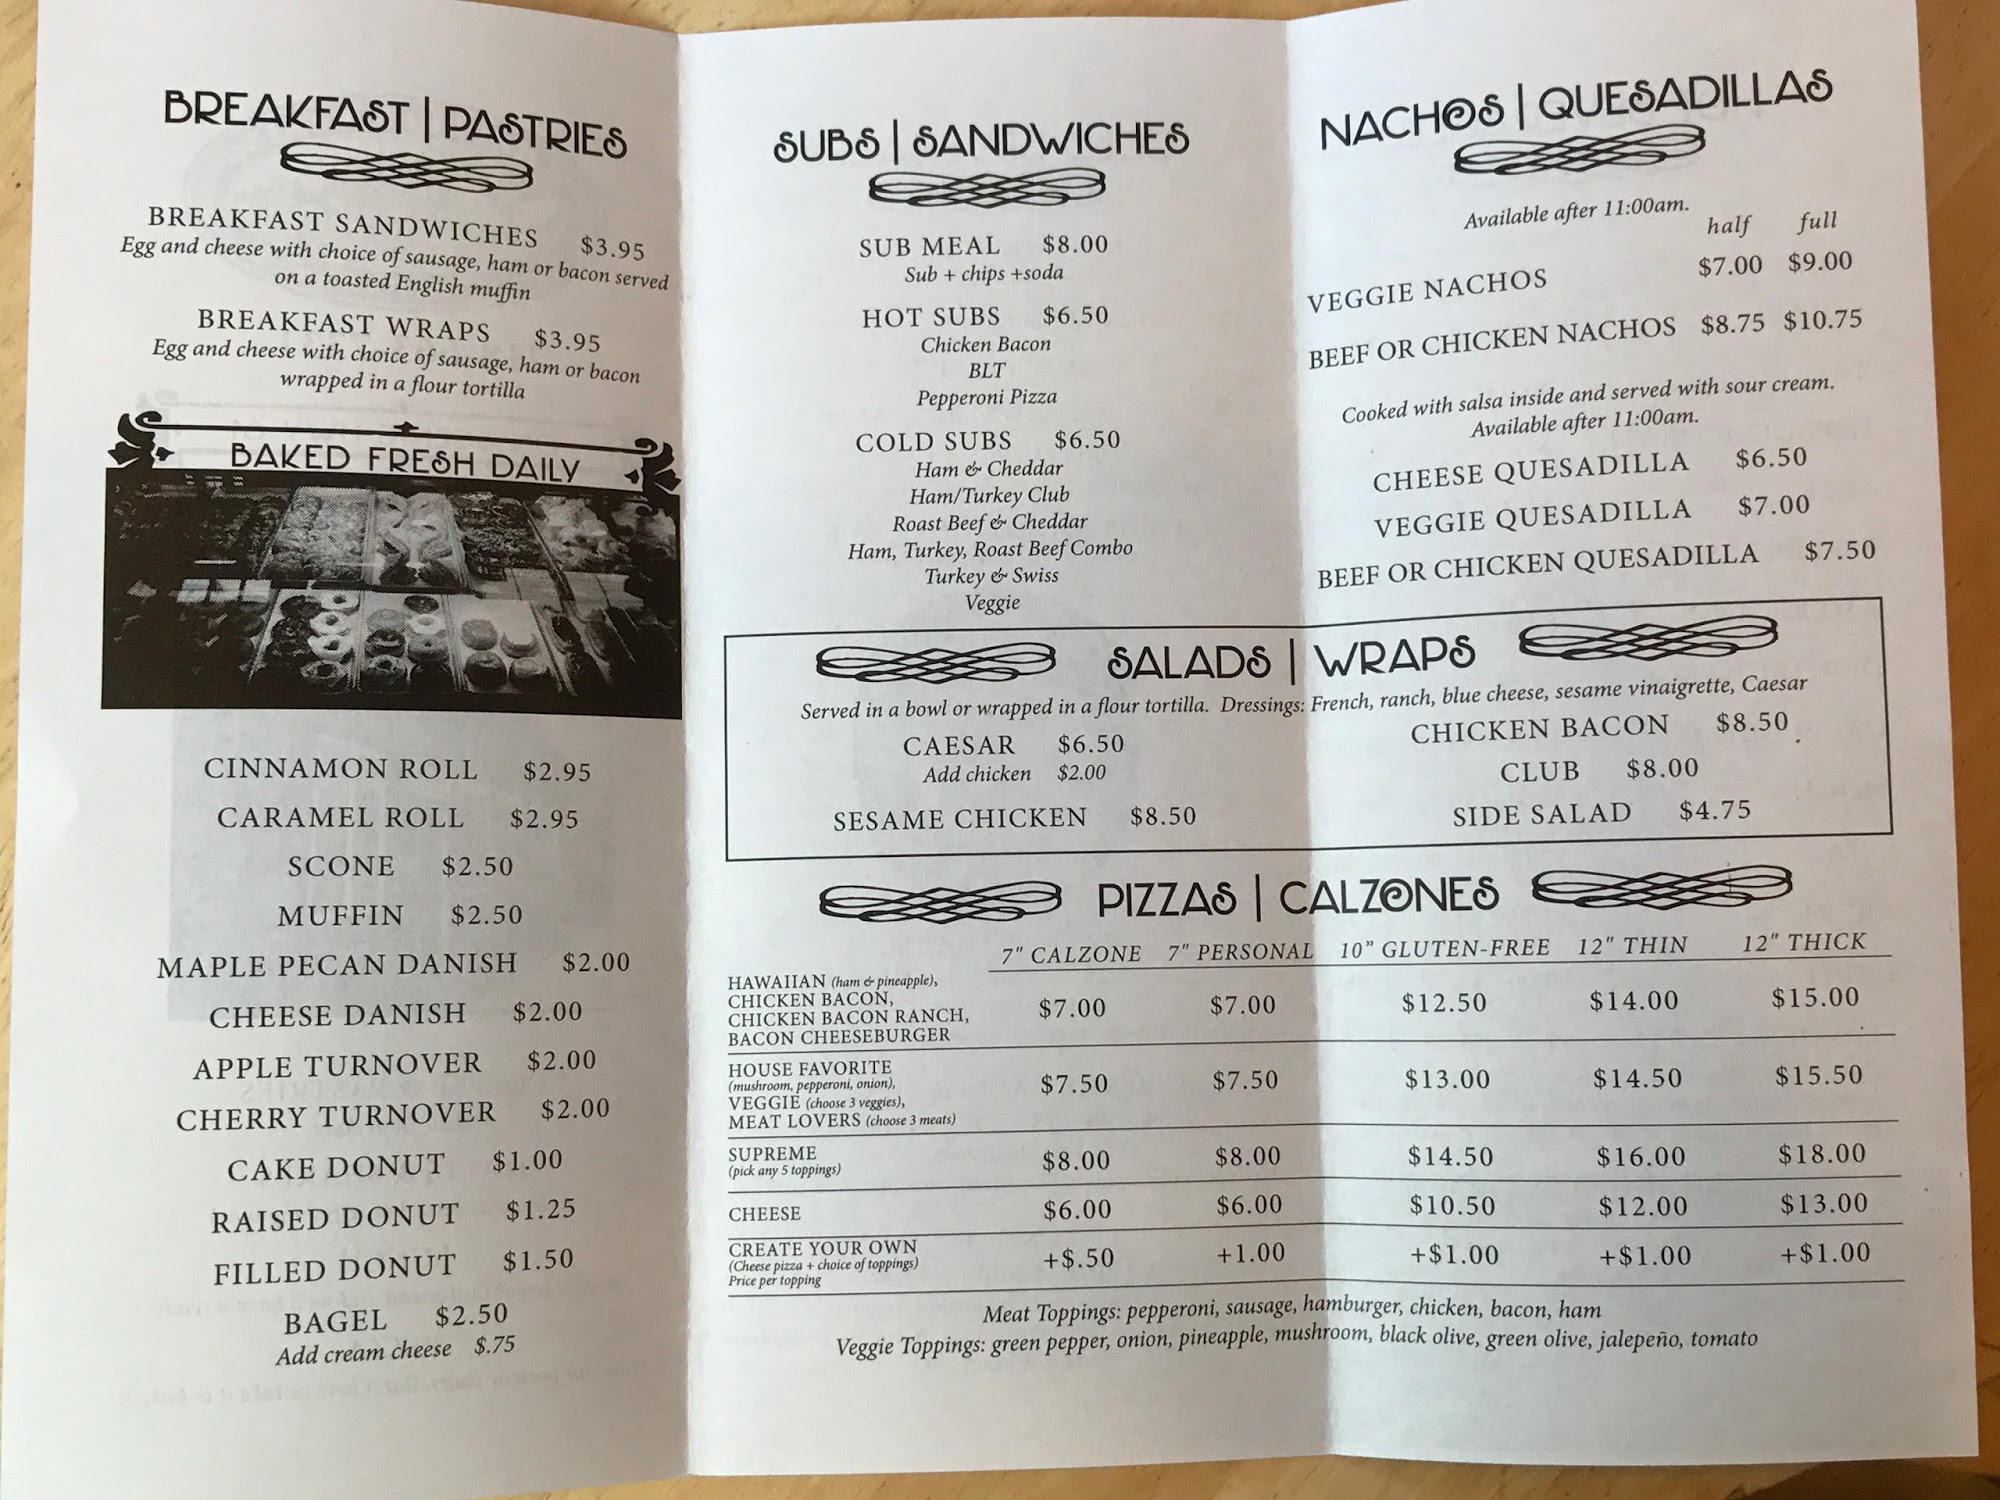 BREAKFAST | PASTRIES
BREAKFAST SANDWICHES $3.95
Egg and cheese with choice of sausage, ham or bacon served
on a toasted English muffin
BREAKFAST WRAPS $3.95
Egg and cheese with choice of sausage, ham or bacon
wrapped in a flour tortilla
BAKED FRESH DAILY
CINNAMON ROLL $2.95
CARAMEL ROLL $2.95
SCONE $2.50
MUFFIN $2.50
MAPLE PECAN DANISH $2.00
CHEESE DANISH $2.00
APPLE TURNOVER $2.00
CHERRY TURNOVER $2.00
CAKE DONUT $1.00
RAISED DONUT $1.25
FILLED DONUT $1.50
BAGEL $2.50
Add cream cheese $.75
SUBS | SANDWICHES
SUB MEAL $8.00
Sub + chips +soda
HOT SUBS $6.50
Chicken Bacon
BLT
Pepperoni Pizza
COLD SUBS $6.50
Ham & Cheddar
Ham/Turkey Club
Roast Beef & Cheddar
Ham, Turkey, Roast Beef Combo
Turkey & Swiss
Veggie
NACHOS | QUESADILLAS
Available after 11:00am.
half full
VEGGIE NACHOS $7.00 $9.00
BEEF OR CHICKEN NACHOS $8.75 $10.75
Cooked with salsa inside and served with sour cream.
Available after 11:00am.
CHEESE QUESADILLA $6.50
VEGGIE QUESADILLA $7.00
BEEF OR CHICKEN QUESADILLA $7.50
SALADS | WRAPS
Served in a bowl or wrapped in a flour tortilla. Dressings: French, ranch, blue cheese, sesame vinaigrette, Caesar
CAESAR $6.50
Add chicken $2.00
SESAME CHICKEN $8.50
CHICKEN BACON $8.50
CLUB $8.00
SIDE SALAD $4.75
PIZZAS | CALZONES
7" CALZONE 7" PERSONAL 10” GLUTEN-FREE 12" THIN 12" THICK
HAWAIIAN (ham & pineapple),
CHICKEN BACON,
CHICKEN BACON RANCH,
BACON CHEESEBURGER
$7.00 $7.00 $12.50 $14.00 $15.00
HOUSE FAVORITE
(mushroom, pepperoni, onion),
VEGGIE (choose 3 veggies),
MEAT LOVERS (choose 3 meats)
$7.50 $7.50 $13.00 $14.50 $15.50
SUPREME
(pick any 5 toppings)
$8.00 $8.00 $14.50 $16.00 $18.00
CHEESE $6.00 $6.00 $10.50 $12.00 $13.00
CREATE YOUR OWN
(Cheese pizza + choice of toppings)
Price per topping
+$.50 +1.00 +$1.00 +$1.00 +$1.00
Meat Toppings: pepperoni, sausage, hamburger, chicken, bacon, ham
Veggie Toppings: green pepper, onion, pineapple, mushroom, black olive, green olive, jalepeño, tomato